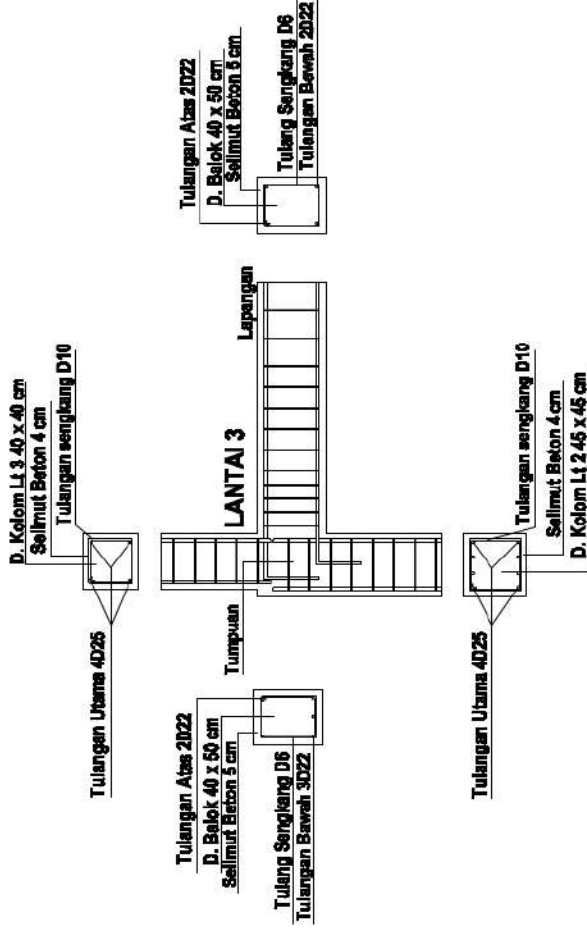 D. Kolom Lt 3 40 x 40 cm
Selimut Beton 4 cm
Tulangan sengkang D10
Tulangan Utama 4D25
Tulangan Atas 2D22
D. Balok 40 x 50 cm
Selimut Beton 5 cm
Tulang Sengkang D6
Tulangan Bawah 3D22
Tumpuan
LANTAI 3
Lapangan
Tulangan Atas 2D22
D. Balok 40 x 50 cm
Selimut Beton 5 cm
Tulang Sengkang D6
Tulangan Bawah 2D22
Tulangan Utama 4D25
Tulangan sengkang D10
Selimut Beton 4 cm
D. Kolom Lt 2 45 x 45 cm